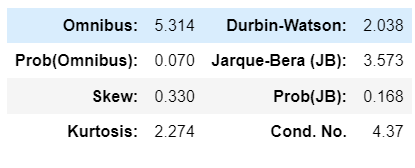 Omnibus: 5.314 Durbin-Watson: 2.038
Prob(Omnibus): 0.070 Jarque-Bera (JB): 3.573
Skew: 0.330 Prob(JB): 0.168
Kurtosis: 2.274 Cond. No. 4.37